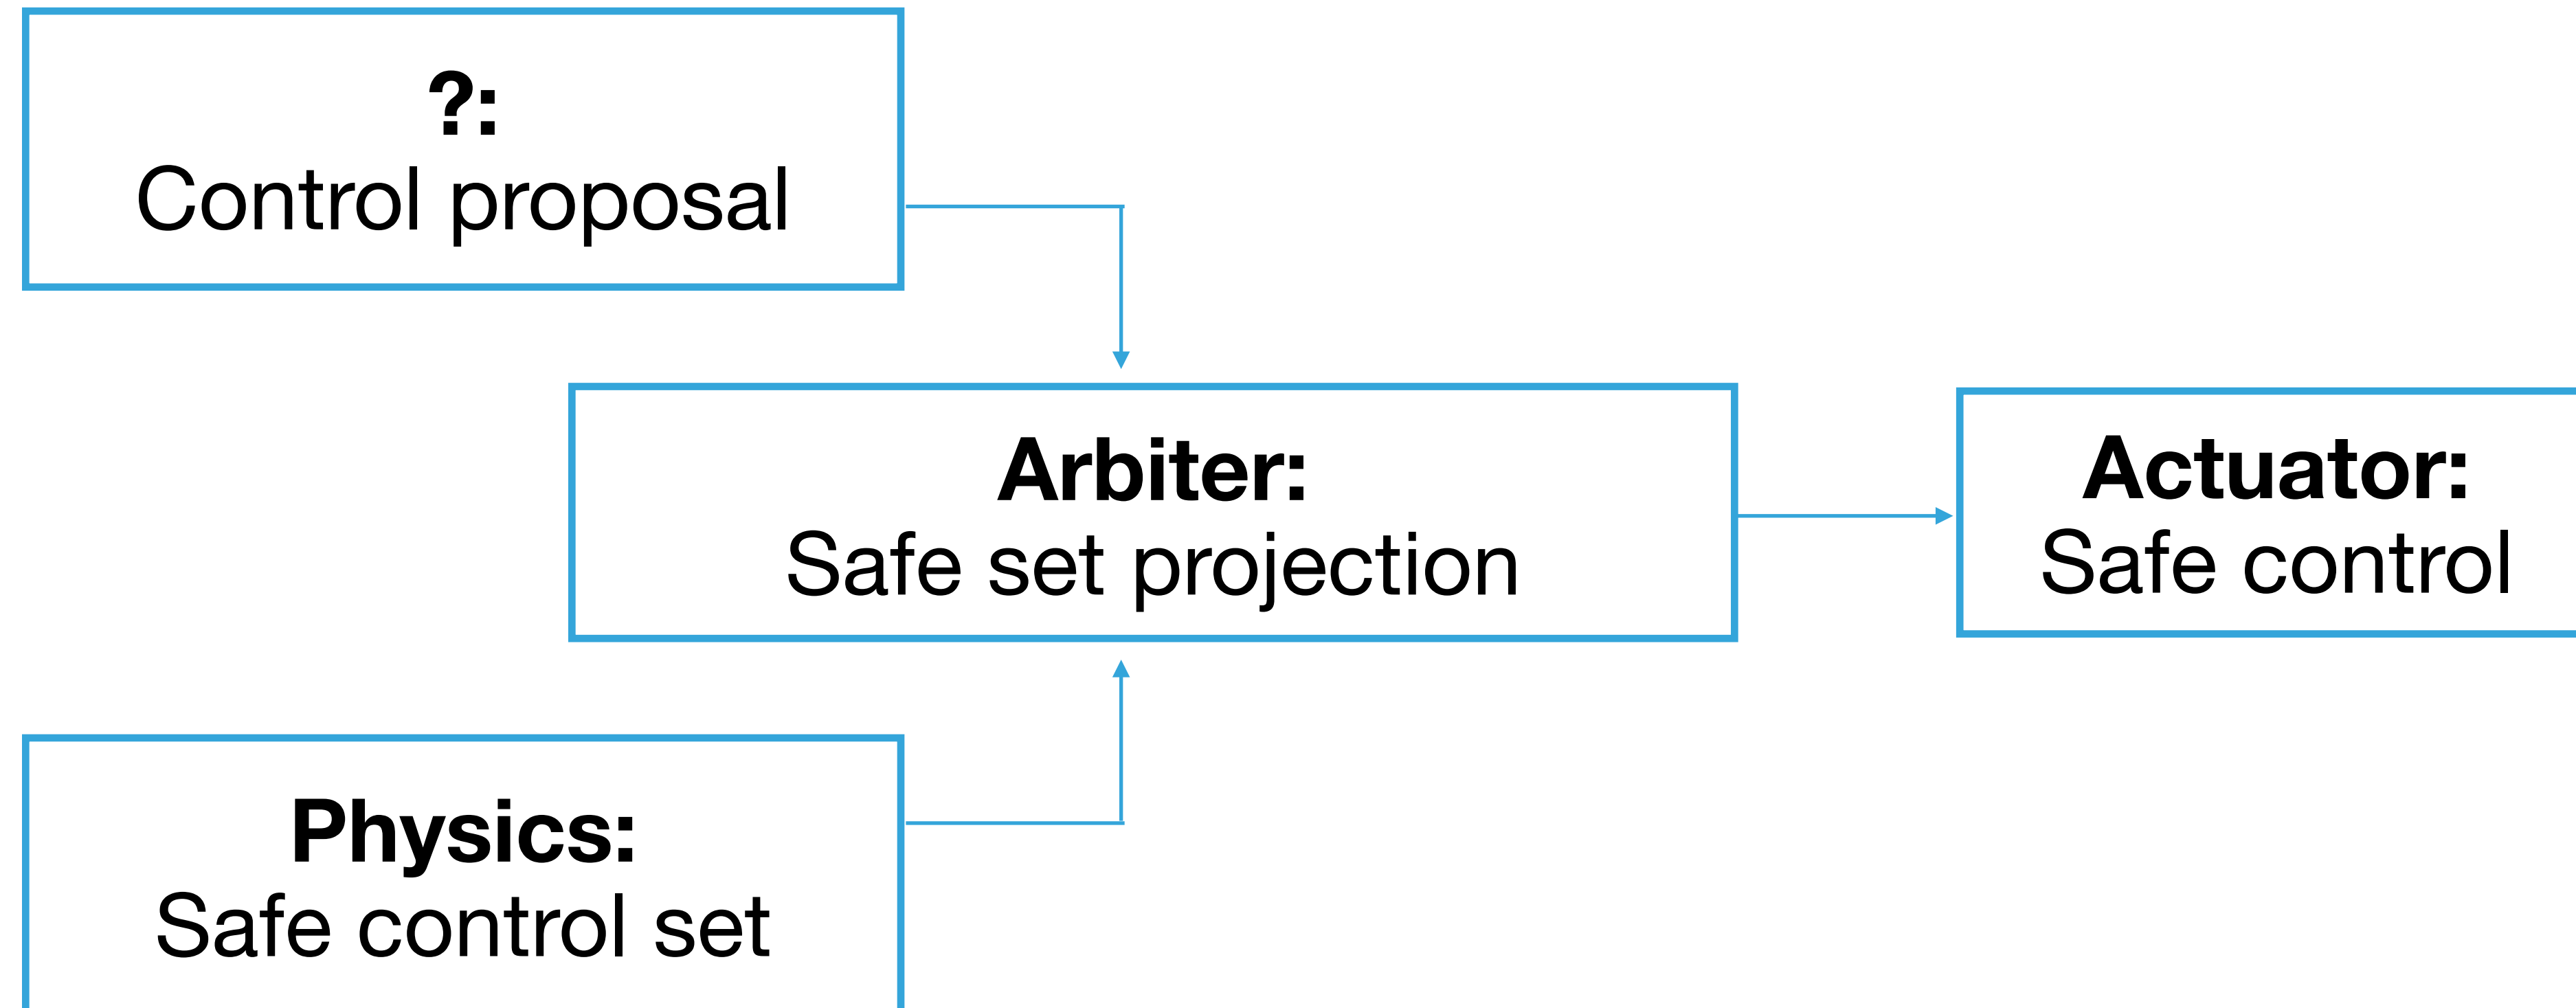 ?:
Control proposal
Arbiter:
Safe set projection
Actuator:
Safe control
Physics:
Safe control set